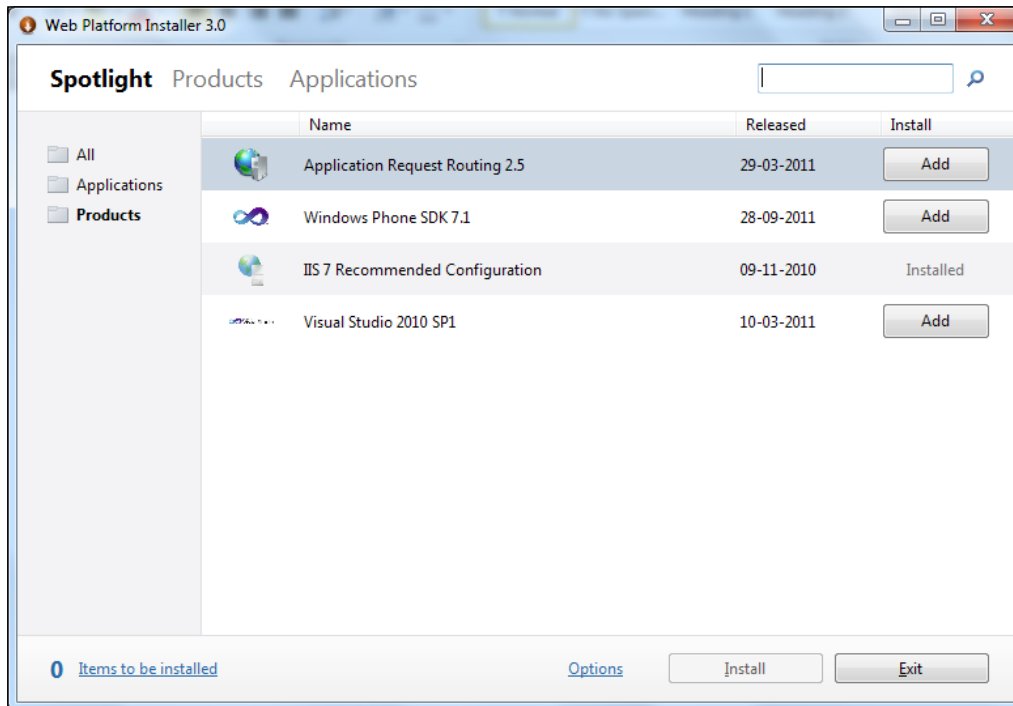 Web Platform Installer 3.0
Spotlight Products Applications
Name Released Install
All
Applications
Products
Application Request Routing 2.5 29-03-2011 Add
Windows Phone SDK 7.1 28-09-2011 Add
IIS 7 Recommended Configuration 09-11-2010 Installed
Visual Studio 2010 SP1 10-03-2011 Add
0 Items to be installed Options Install Exit